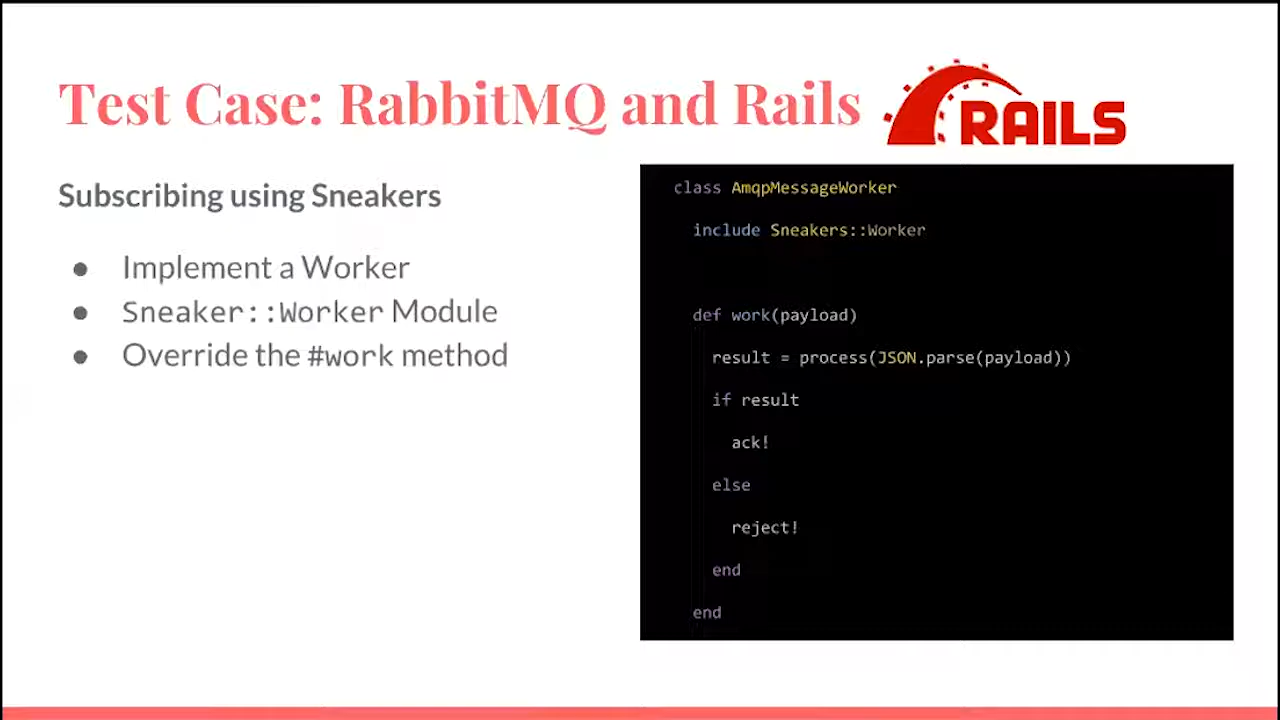 Test Case: RabbitMQ and Rails
RAILS
Subscribing using Sneakers
● Implement a Worker
● Sneaker::Worker Module
● Override the #work method
class AmqpMessageWorker
include Sneakers::Worker
def work(payload)
result = process(JSON.parse(payload))
if result
ack!
else
reject!
end
end